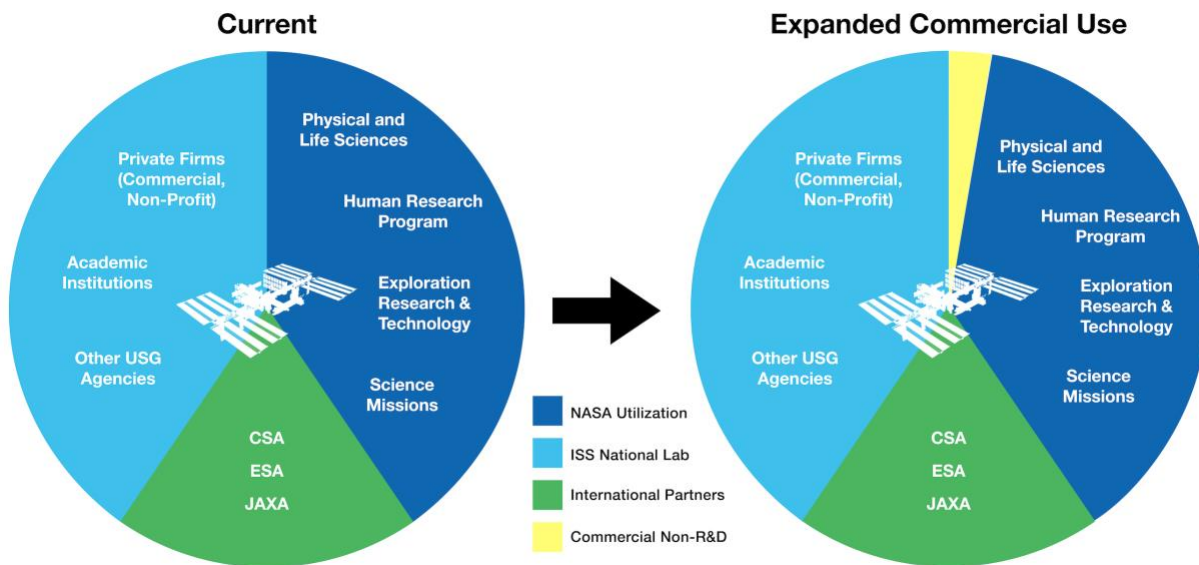 Current
Physical and
Life Sciences
Private Firms
(Commercial,
Non-Profit)
Human Research
Program
Academic
Institutions
Exploration
Research &
Technology
Other USG
Agencies
Science
Missions
CSA
ESA
JAXA
NASA Utilization
ISS National Lab
International Partners
Commercial Non-R&D
Expanded Commercial Use
Physical and
Life Sciences
Private Firms
(Commercial,
Non-Profit)
Human Research
Program
Academic
Institutions
Exploration
Research &
Technology
Other USG
Agencies
Science
Missions
CSA
ESA
JAXA